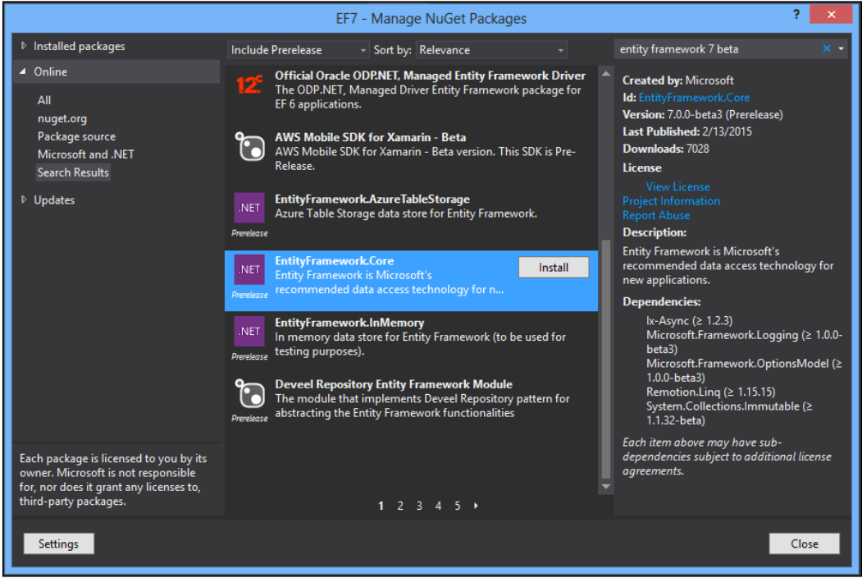 EF7 - Manage NuGet Packages
?
Installed packages
Online
All
nuget.org
Package source
Microsoft and .NET
Search Results
Updates
Each package is licensed to you by its
owner. Microsoft is not responsible
for, nor does it grant any licenses to,
third-party packages.
Include Prerelease
Sort by: Relevance
12c
Official Oracle ODP.NET, Managed Entity Framework Driver
The ODP.NET, Managed Driver Entity Framework package for
EF 6 applications.
AWS Mobile SDK for Xamarin - Beta
AWS Mobile SDK for Xamarin - Beta version. This SDK is Pre-
Release.
.NET
Prerelease
EntityFramework.AzureTableStorage
Azure Table Storage data store for Entity Framework.
.NET
Prerelease
EntityFramework.Core
Entity Framework is Microsoft's
recommended data access technology for n...
Install
.NET
Prerelease
EntityFramework.InMemory
In memory data store for Entity Framework (to be used for
testing purposes).
Prerelease
Deveel Repository Entity Framework Module
The module that implements Deveel Repository pattern for
abstracting the Entity Framework functionalities
1 2 3 4 5
entity framework 7 beta
Created by: Microsoft
Id: EntityFramework.Core
Version: 7.0.0-beta3 (Prerelease)
Last Published: 2/13/2015
Downloads: 7028
License
View License
Project Information
Report Abuse
Description:
Entity Framework is Microsoft's
recommended data access technology for
new applications.
Dependencies:
Ix-Async (≥ 1.2.3)
Microsoft.Framework.Logging (≥ 1.0.0-
beta3)
Microsoft.Framework.OptionsModel (≥
1.0.0-beta3)
Remotion.Linq (≥ 1.15.15)
System.Collections.Immutable (≥
1.1.32-beta)
Each item above may have sub-
dependencies subject to additional license
agreements.
Settings
Close